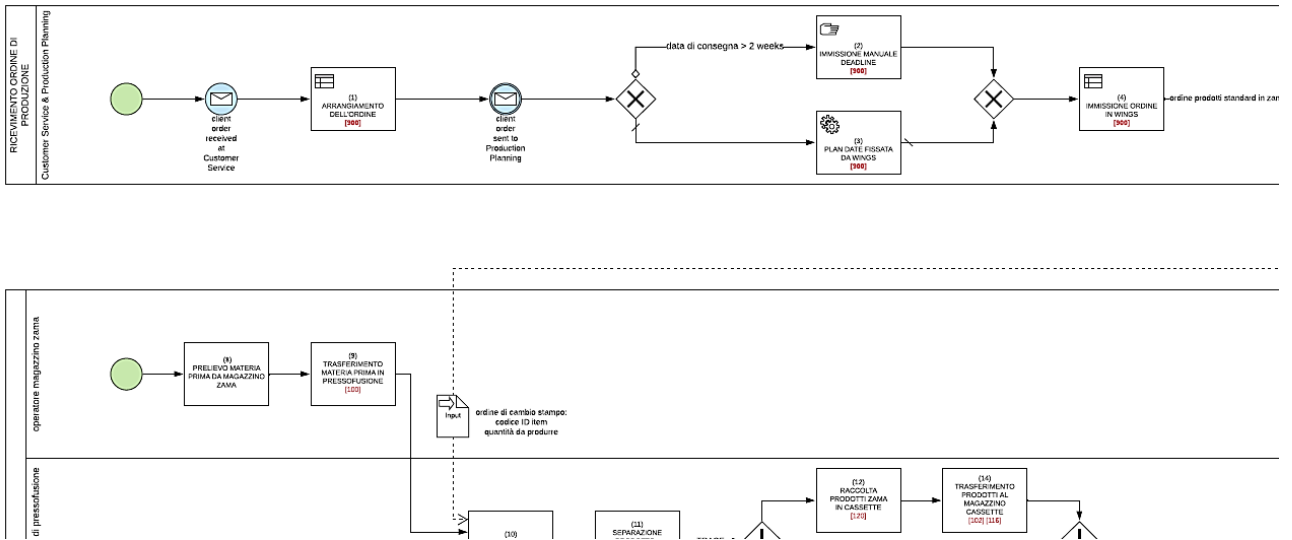 RICEVIMENTO ORDINE DI
PRODUZIONE
Customer Service & Production Planning
client
order
received
at
Customer
Service
(1)
ARRANGIAMENTO
DELL'ORDINE
[900]
client
order
sent to
Production
Planning
data di consegna > 2 weeks
(2)
IMMISSIONE MANUALE
DEADLINE
[900]
(3)
PLAN DATE FISSATA
DA WINGS
[900]
(4)
IMMISSIONE ORDINE
IN WINGS
[900]
ordine prodotti standard in zam
operatore magazzino zama
PRELIEVO MATERIA
PRIMA DA MAGAZZINO
ZAMA
(9)
TRASFERIMENTO
MATERIA PRIMA IN
PRESSOFUSIONE
[100]
Input
ordine di cambio stampo:
codice ID item
quantità da produrre
di pressofusione
(10)
(11)
SEPARAZIONE
(12)
RACCOLTA
PRODOTTI ZAMA
IN CASSETTE
[120]
(14)
TRASFERIMENTO
PRODOTTI AL
MAGAZZINO
CASSETTE
[102] [116]